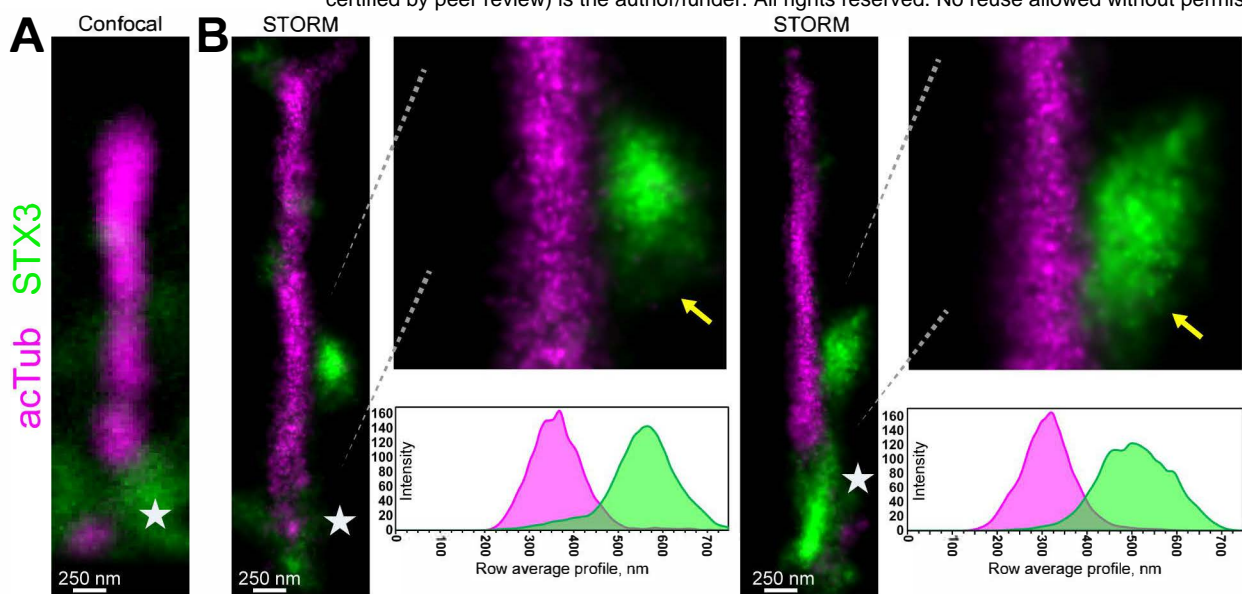 certified by peer review) is the author/funder. All rights reserved. No reuse allowed without permis
A Confocal
B STORM
STORM
acTub STX3
250 nm
250 nm
250 nm
Intensity
160
140
120
100
80
60
40
20
0
0
100
200
300
400
500
600
700
Row average profile, nm
Intensity
160
140
120
100
80
60
40
20
0
0
100
200
300
400
500
600
700
Row average profile, nm